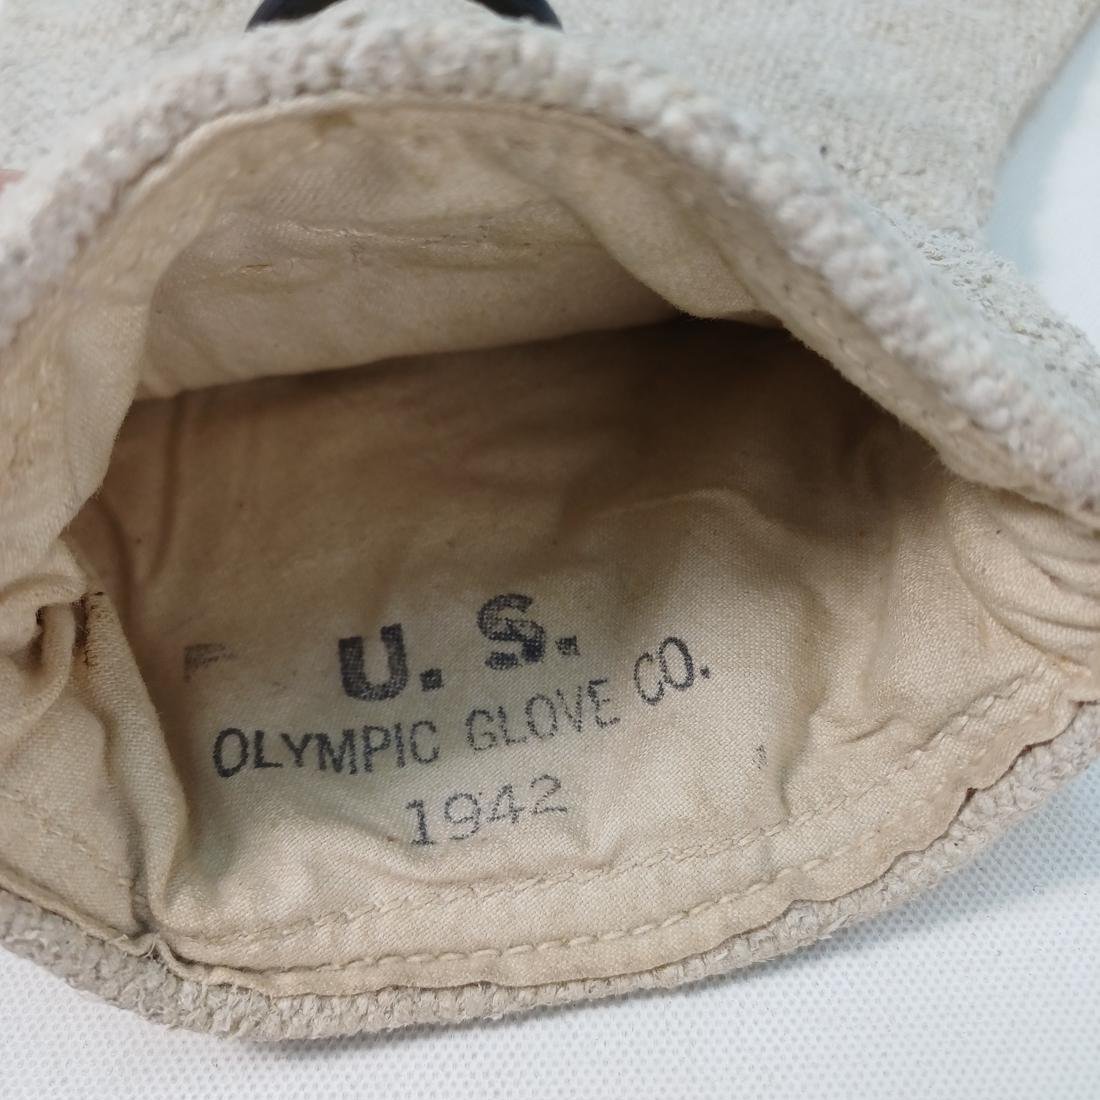 U. S.
OLYMPIC GLOVE CO.
1942